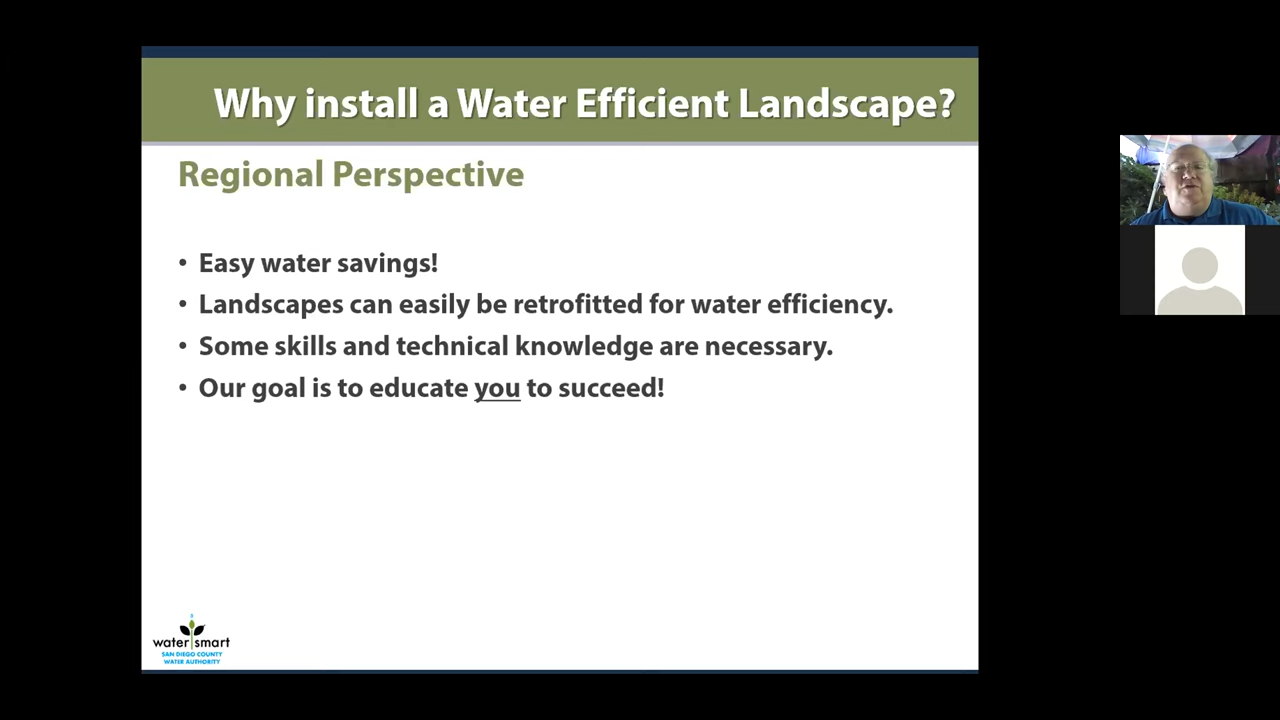 Why install a Water Efficient Landscape?
Regional Perspective
• Easy water savings!
• Landscapes can easily be retrofitted for water efficiency.
• Some skills and technical knowledge are necessary.
• Our goal is to educate you to succeed!
water smart
SAN DIEGO COUNTY
WATER AUTHORITY